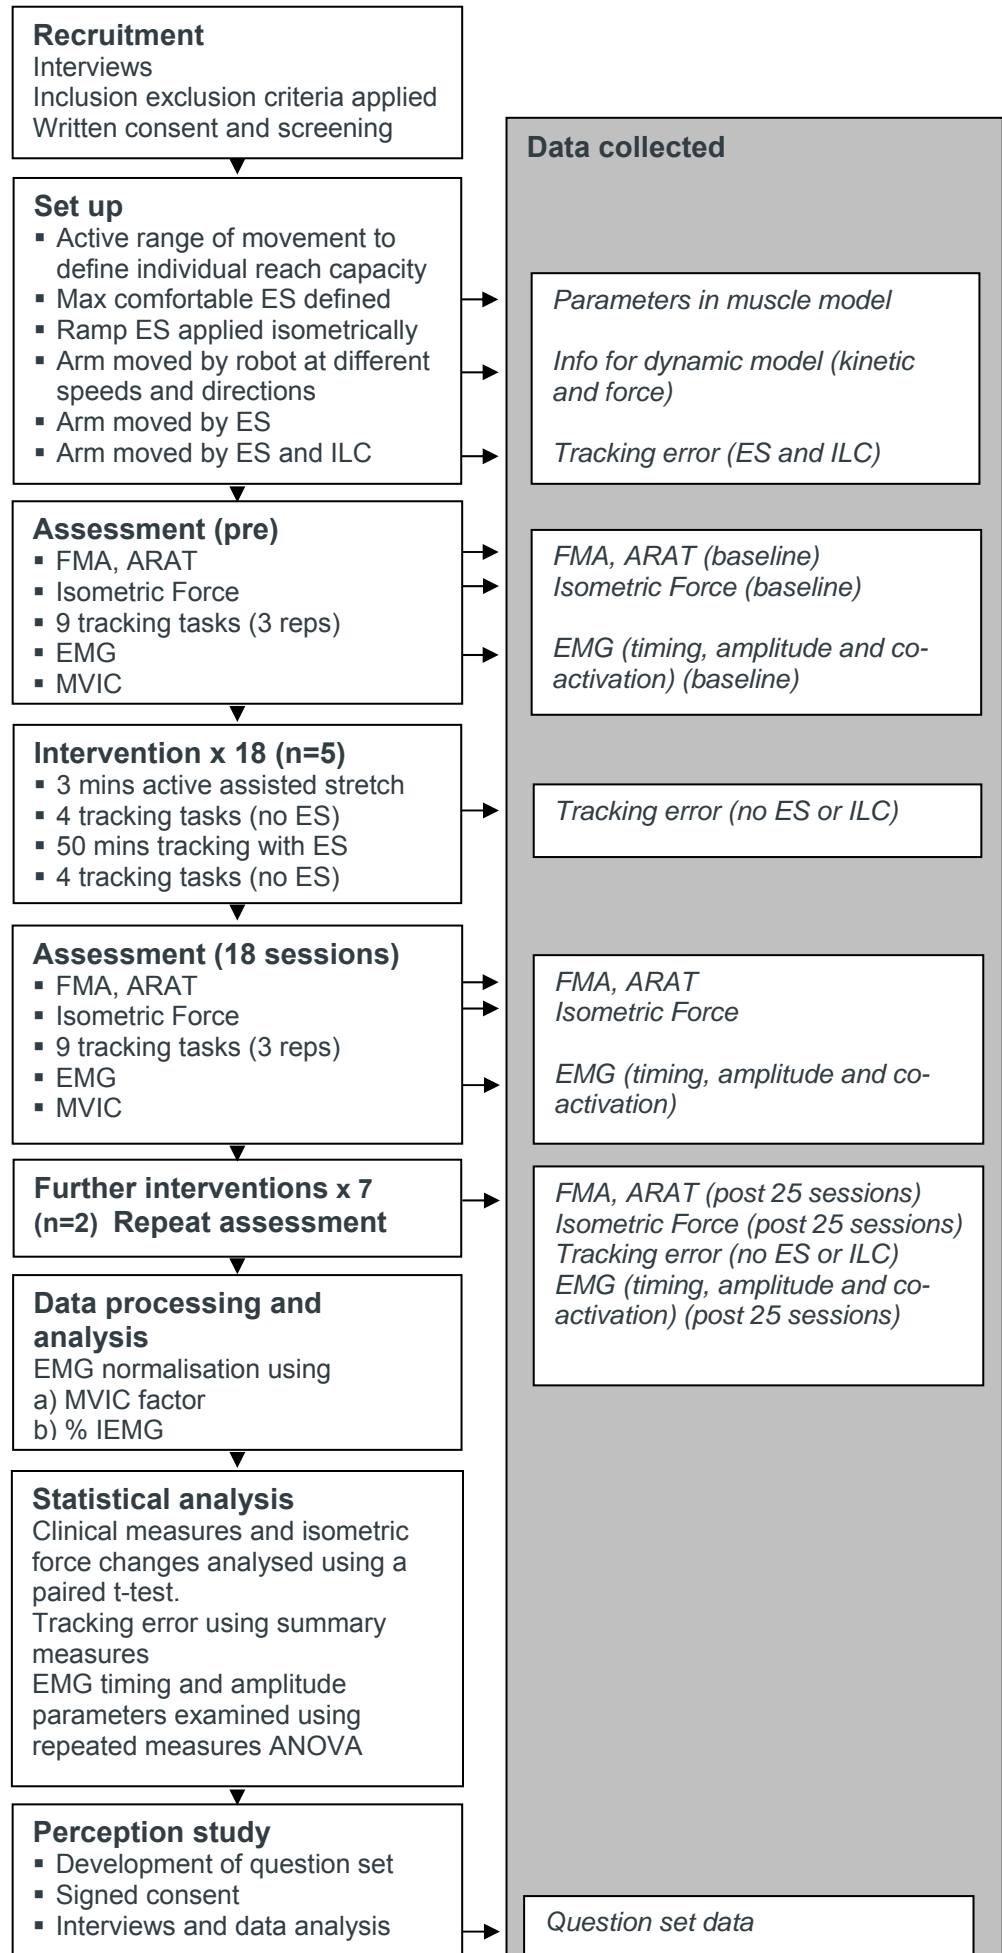 Recruitment
Interviews
Inclusion exclusion criteria applied
Written consent and screening
Data collected
Set up
▪ Active range of movement to
define individual reach capacity
▪ Max comfortable ES defined
▪ Ramp ES applied isometrically
▪ Arm moved by robot at different
speeds and directions
▪ Arm moved by ES
▪ Arm moved by ES and ILC
Parameters in muscle model
Info for dynamic model (kinetic
and force)
Tracking error (ES and ILC)
Assessment (pre)
▪ FMA, ARAT
▪ Isometric Force
▪ 9 tracking tasks (3 reps)
▪ EMG
▪ MVIC
FMA, ARAT (baseline)
Isometric Force (baseline)
EMG (timing, amplitude and co-
activation) (baseline)
Intervention x 18 (n=5)
▪ 3 mins active assisted stretch
▪ 4 tracking tasks (no ES)
▪ 50 mins tracking with ES
▪ 4 tracking tasks (no ES)
Tracking error (no ES or ILC)
Assessment (18 sessions)
▪ FMA, ARAT
▪ Isometric Force
▪ 9 tracking tasks (3 reps)
▪ EMG
▪ MVIC
FMA, ARAT
Isometric Force
EMG (timing, amplitude and co-
activation)
Further interventions x 7
(n=2) Repeat assessment
FMA, ARAT (post 25 sessions)
Isometric Force (post 25 sessions)
Tracking error (no ES or ILC)
EMG (timing, amplitude and co-
activation) (post 25 sessions)
Data processing and
analysis
EMG normalisation using
a) MVIC factor
b) % IEMG
Statistical analysis
Clinical measures and isometric
force changes analysed using a
paired t-test.
Tracking error using summary
measures
EMG timing and amplitude
parameters examined using
repeated measures ANOVA
Perception study
▪ Development of question set
▪ Signed consent
▪ Interviews and data analysis
Question set data